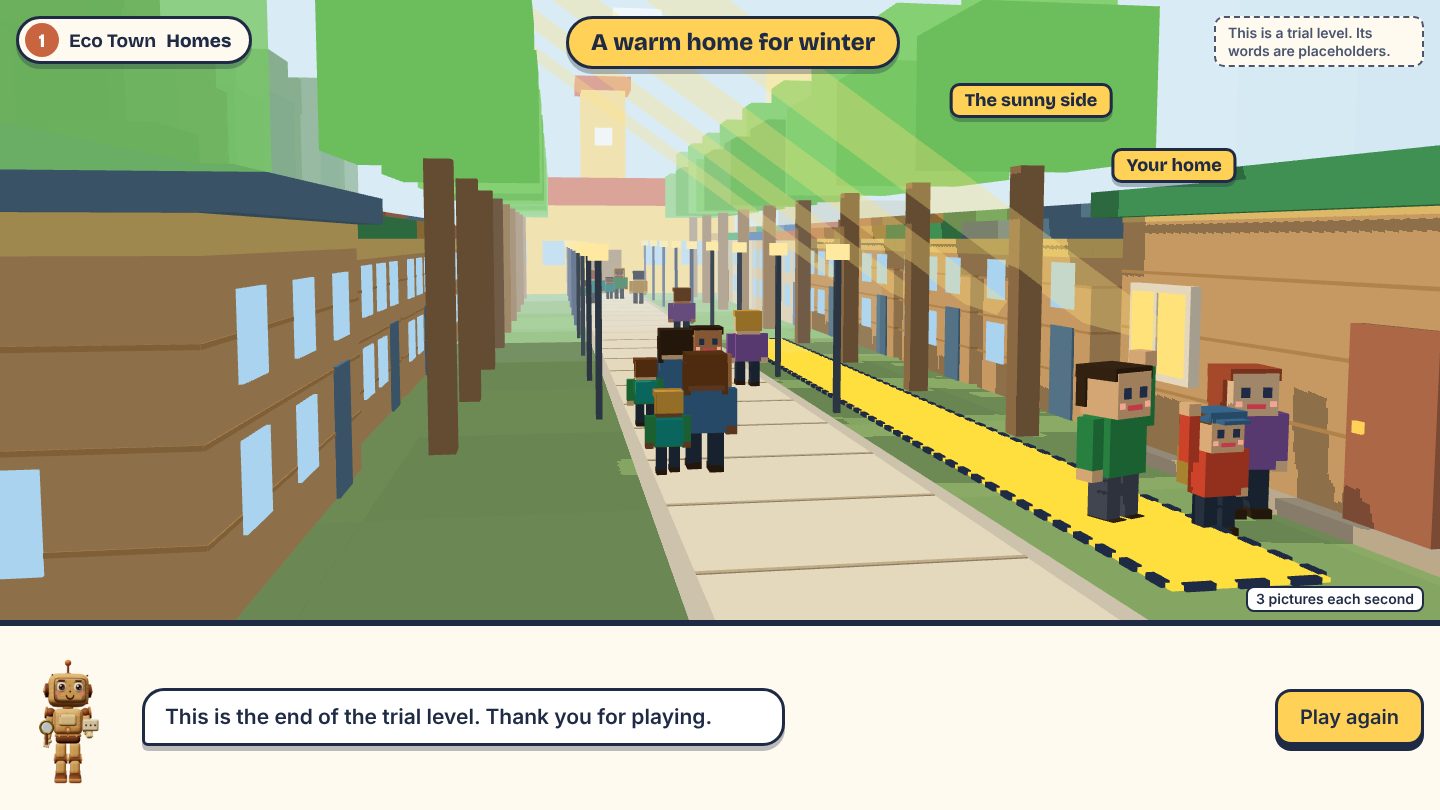 1 Eco Town Homes
A warm home for winter
This is a trial level. Its
words are placeholders.
The sunny side
Your home
3 pictures each second
This is the end of the trial level. Thank you for playing.
Play again